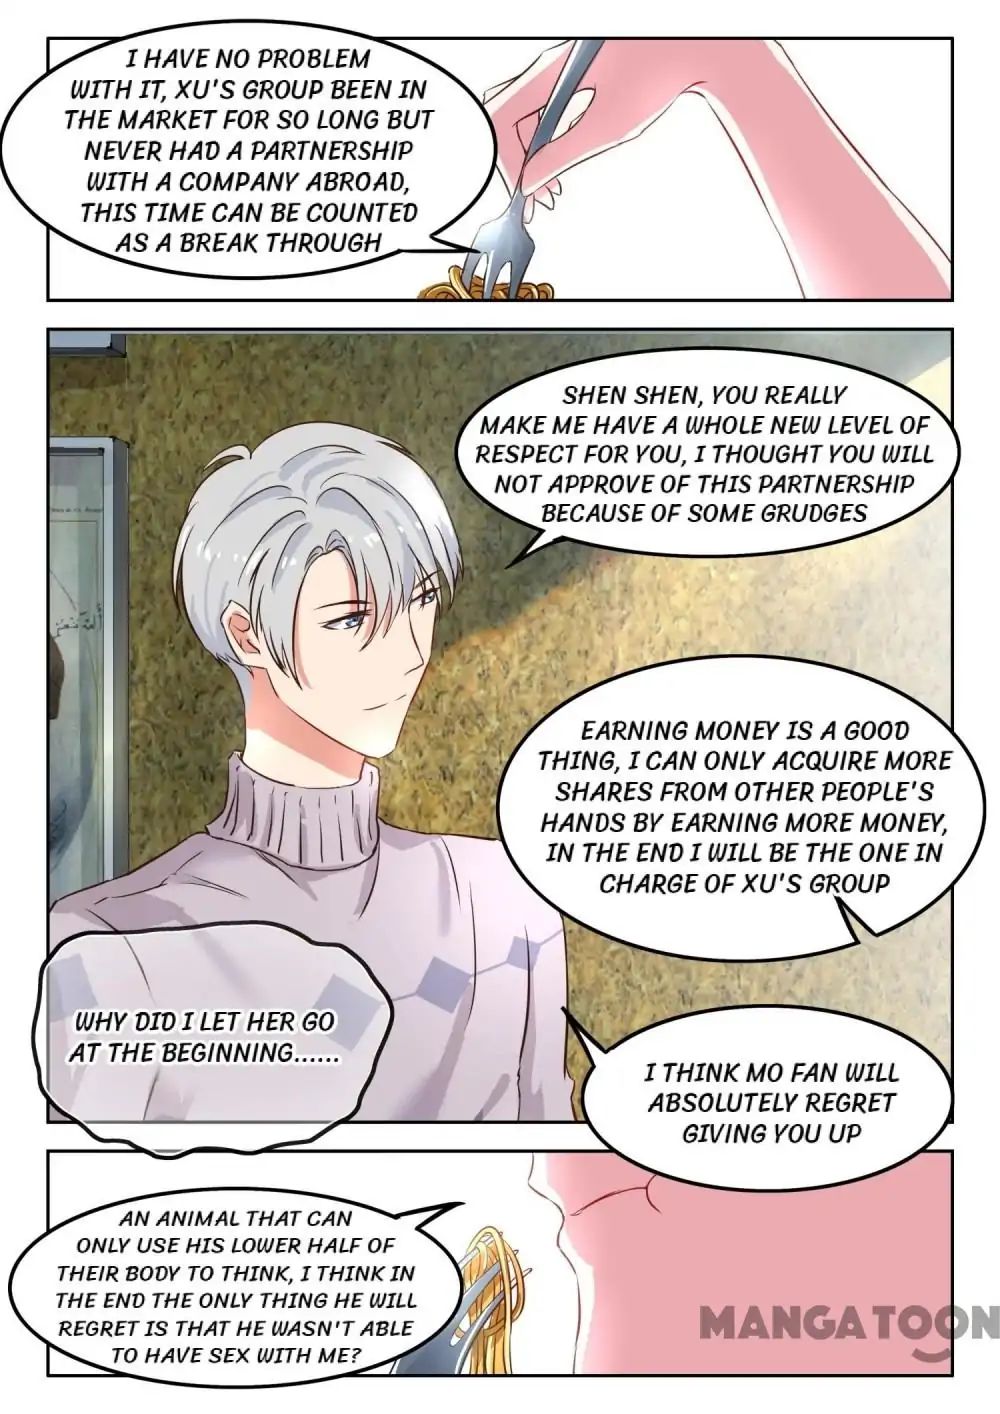 I HAVE NO PROBLEM
WITH IT, XU'S GROUP BEEN IN
THE MARKET FOR SO LONG BUT
NEVER HAD A PARTNERSHIP
WITH A COMPANY ABROAD,
THIS TIME CAN BE COUNTED
AS A BREAK THROUGH
SHEN SHEN, YOU REALLY
MAKE ME HAVE A WHOLE NEW LEVEL OF
RESPECT FOR YOU, I THOUGHT YOU WILL
NOT APPROVE OF THIS PARTNERSHIP
BECAUSE OF SOME GRUDGES
EARNING MONEY IS A GOOD
THING, I CAN ONLY ACQUIRE MORE
SHARES FROM OTHER PEOPLE'S
HANDS BY EARNING MORE MONEY,
IN THE END I WILL BE THE ONE IN
CHARGE OF XU'S GROUP
WHY DID I LET HER GO
AT THE BEGINNING......
I THINK MO FAN WILL
ABSOLUTELY REGRET
GIVING YOU UP
AN ANIMAL THAT CAN
ONLY USE HIS LOWER HALF OF
THEIR BODY TO THINK, I THINK IN
THE END THE ONLY THING HE WILL
REGRET IS THAT HE WASN'T ABLE
TO HAVE SEX WITH ME?
MANGATOON